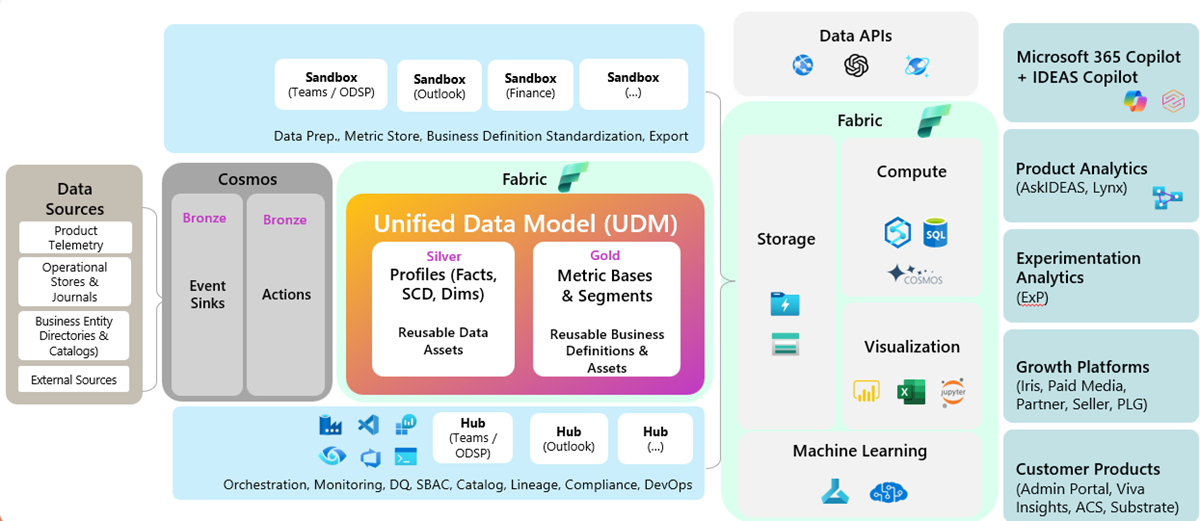 Sandbox
(Teams / ODSP)
Sandbox
(Outlook)
Sandbox
(Finance)
Sandbox
(...)
Data Prep., Metric Store, Business Definition Standardization, Export
Data
Sources
Product
Telemetry
Operational
Stores &
Journals
Business Entity
Directories &
Catalogs)
External Sources
Cosmos
Bronze
Event
Sinks
Bronze
Actions
Fabric
Unified Data Model (UDM)
Silver
Profiles (Facts,
SCD, Dims)
Reusable Data
Assets
Gold
Metric Bases
& Segments
Reusable Business
Definitions &
Assets
Hub
(Teams /
ODSP)
Hub
(Outlook)
Hub
(...)
Orchestration, Monitoring, DQ, SBAC, Catalog, Lineage, Compliance, DevOps
Data APIs
Fabric
Storage
Compute
SQL
COSMOS
Visualization
jupyter
Machine Learning
Microsoft 365 Copilot
+ IDEAS Copilot
Product Analytics
(AskIDEAS, Lynx)
Experimentation
Analytics
(ExP)
Growth Platforms
(Iris, Paid Media,
Partner, Seller, PLG)
Customer Products
(Admin Portal, Viva
Insights, ACS, Substrate)